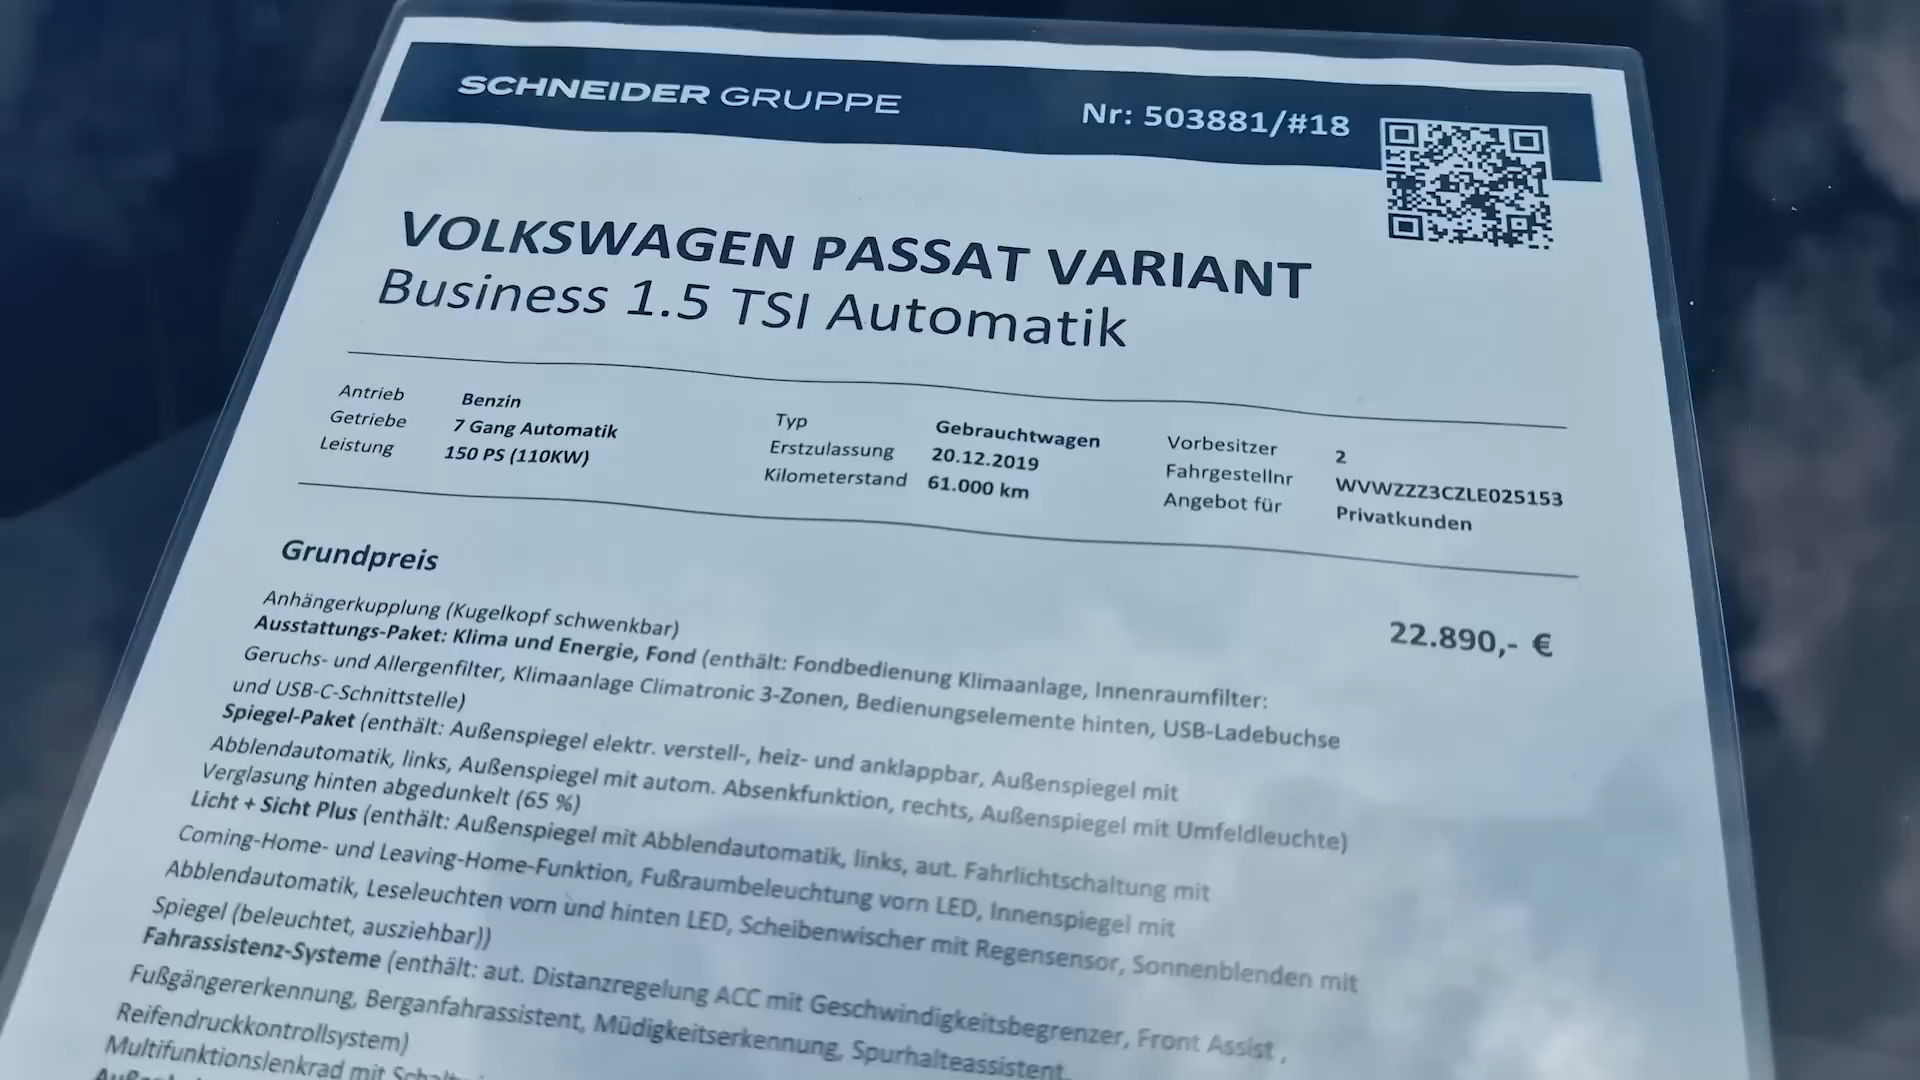 SCHNEIDER GRUPPE
Nr: 503881/#18
VOLKSWAGEN PASSAT VARIANT
Business 1.5 TSI Automatik
Antrieb Benzin
Getriebe 7 Gang Automatik
Leistung 150 PS (110KW)
Typ Gebrauchtwagen
Erstzulassung 20.12.2019
Kilometerstand 61.000 km
Vorbesitzer 2
Fahrgestellnr WVWZZZ3CZLE025153
Angebot für Privatkunden
Grundpreis
22.890,- €
Anhängerkupplung (Kugelkopf schwenkbar)
Ausstattungs-Paket: Klima und Energie, Fond (enthält: Fondbedienung Klimaanlage, Innenraumfilter:
Geruchs- und Allergenfilter, Klimaanlage Climatronic 3-Zonen, Bedienungselemente hinten, USB-Ladebuchse
und USB-C-Schnittstelle)
Spiegel-Paket (enthält: Außenspiegel elektr. verstell-, heiz- und anklappbar, Außenspiegel mit
Abblendautomatik, links, Außenspiegel mit autom. Absenkfunktion, rechts, Außenspiegel mit Umfeldleuchte)
Verglasung hinten abgedunkelt (65 %)
Licht + Sicht Plus (enthält: Außenspiegel mit Abblendautomatik, links, aut. Fahrlichtschaltung mit
Coming-Home- und Leaving-Home-Funktion, Fußraumbeleuchtung vorn LED, Innenspiegel mit
Abblendautomatik, Leseleuchten vorn und hinten LED, Scheibenwischer mit Regensensor, Sonnenblenden mit
Spiegel (beleuchtet, ausziehbar))
Fahrassistenz-Systeme (enthält: aut. Distanzregelung ACC mit Geschwindigkeitsbegrenzer, Front Assist ,
Fußgängererkennung, Berganfahrassistent, Müdigkeitserkennung, Spurhalteassistent,
Reifendruckkontrollsystem)
Multifunktionslenkrad mit